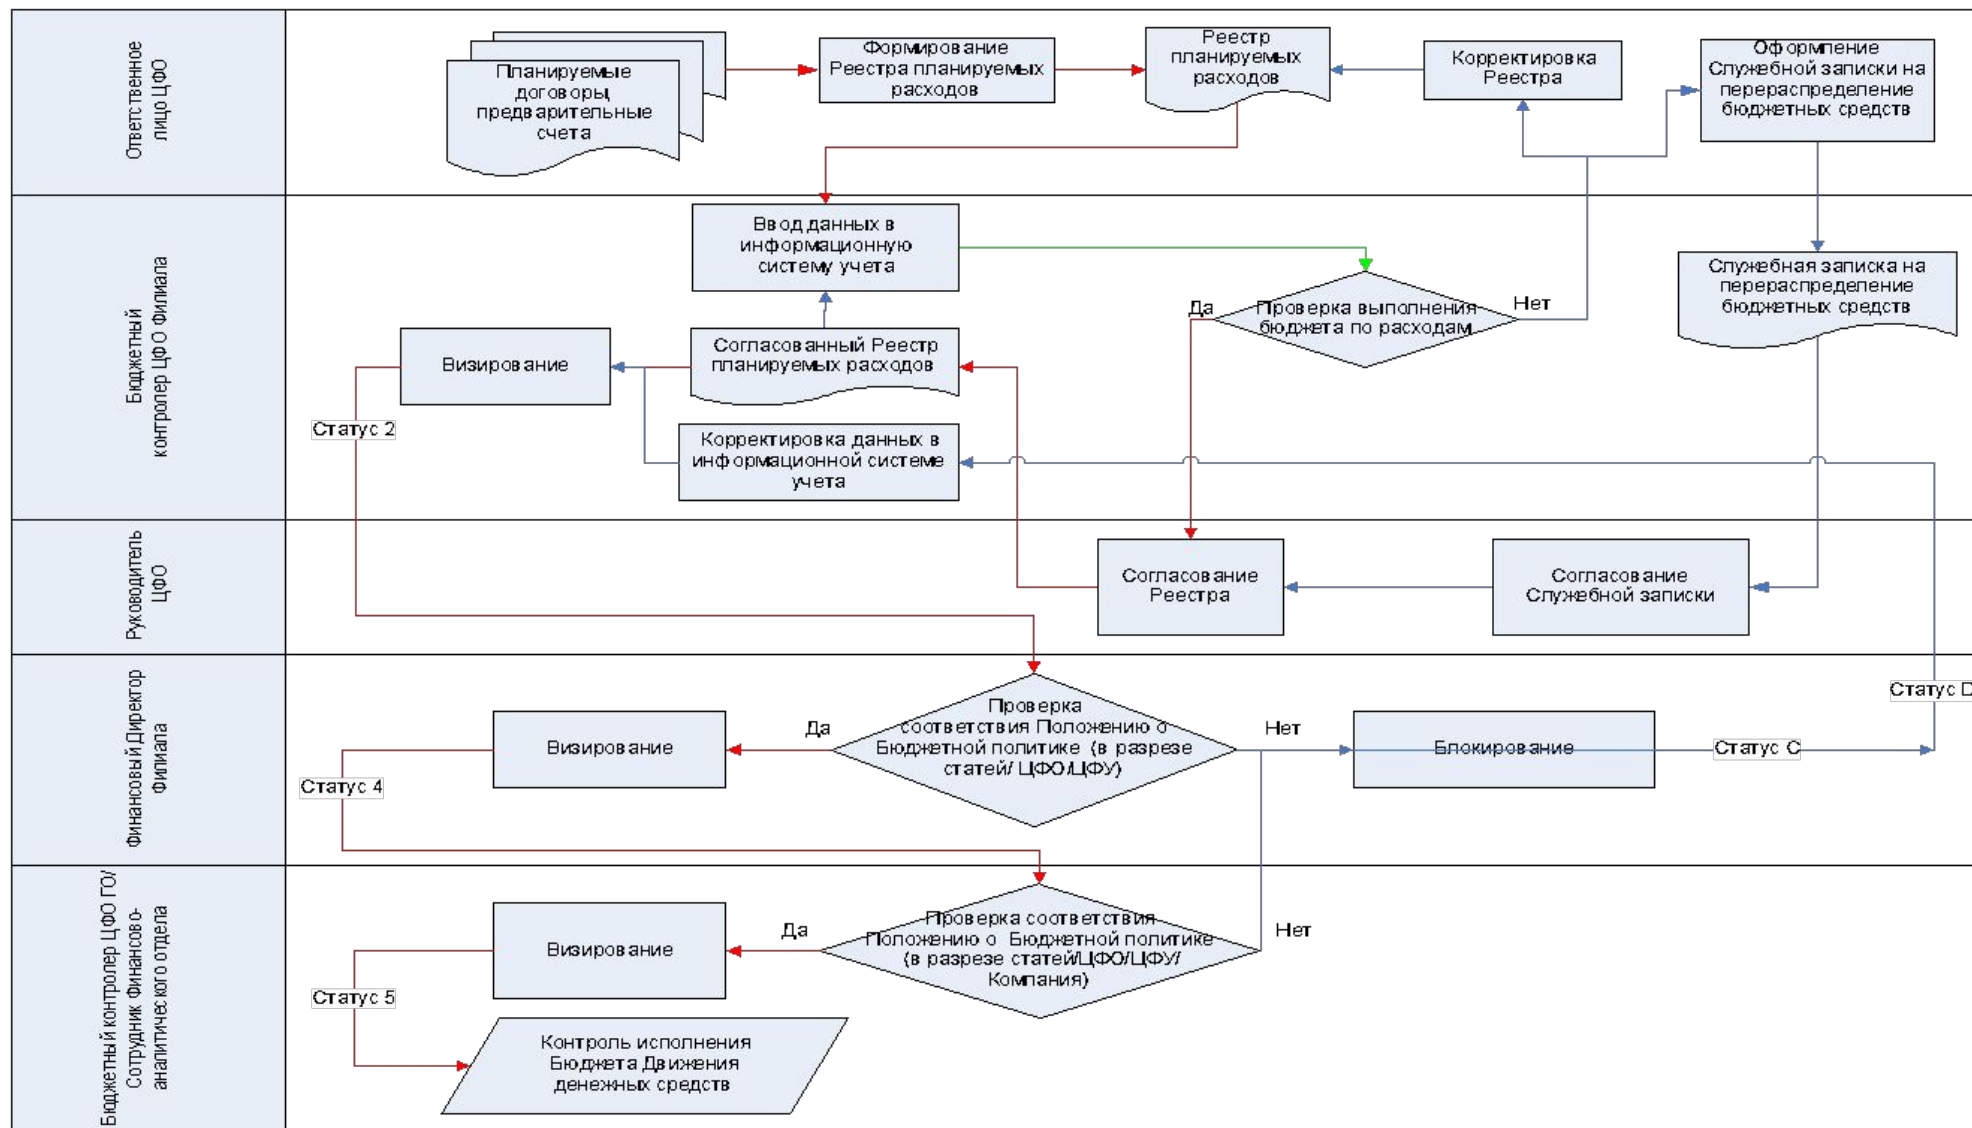 Ответственное
лицо ЦФО
Планируемые
договоры,
предварительные
счета
Формирование
Реестра планируемых
расходов
Реестр
планируемых
расходов
Корректировка
Реестра
Оформление
Служебной записки на
перераспределение
бюджетных средств
Бюджетный
контролер ЦФО Филиала
Ввод данных в
информационную
систему учета
Да
Проверка выполнения
бюджета по расходам
Нет
Служебная записка на
перераспределение
бюджетных средств
Визирование
Согласованный Реестр
планируемых расходов
Статус 2
Корректировка данных в
информационной системе
учета
Руководитель
ЦФО
Согласование
Реестра
Согласование
Служебной записки
Финансовый Директор
Филиала
Визирование
Да
Проверка
соответствия Положению о
Бюджетной политике (в разрезе
статей/ ЦФО/ЦФУ)
Нет
Блокирование
Статус С
Статус D
Статус 4
Бюджетный контролер ЦФО ГО/
Сотрудник Финансово-
аналитического отдела
Визирование
Да
Проверка соответствия
Положению о Бюджетной политике
(в разрезе статей/ЦФО/ЦФУ/
Компания)
Нет
Статус 5
Контроль исполнения
Бюджета Движения
денежных средств